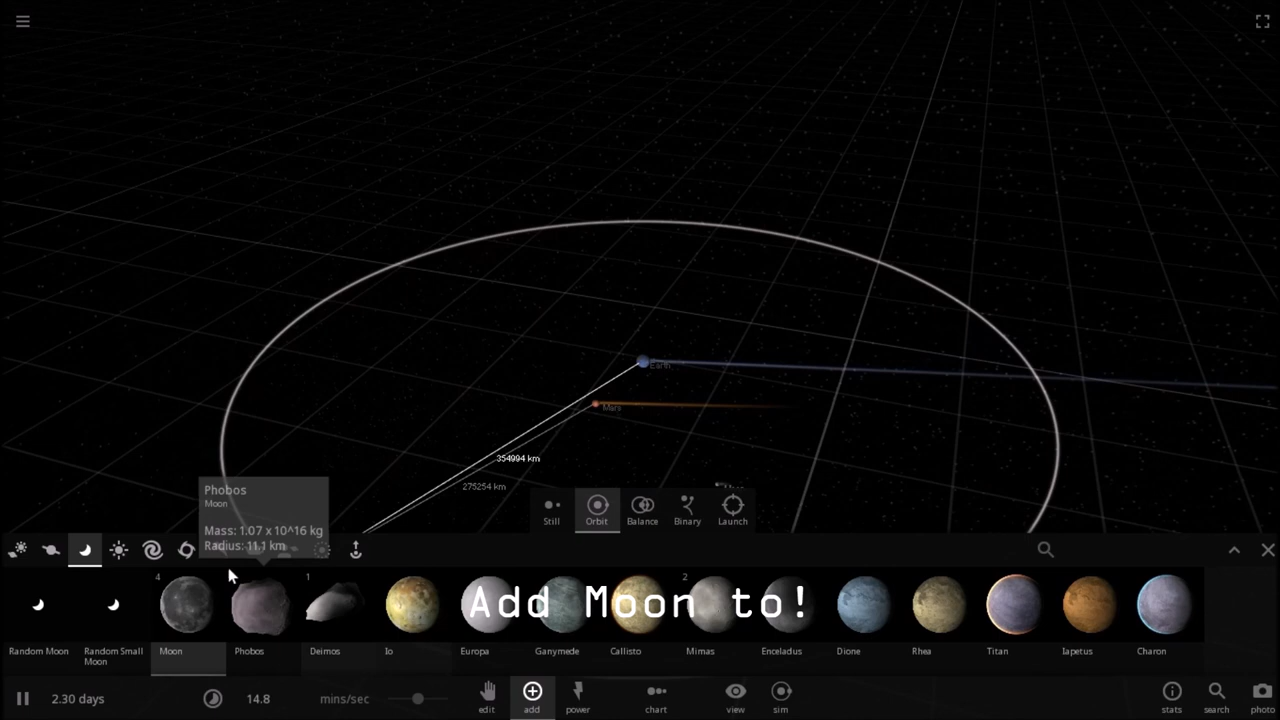 Earth
Mars
354994 km
275254 km
Phobos
Moon
Mass: 1.07 x 10^16 kg
Radius: 11.1 km
Still
Orbit
Balance
Binary
Launch
4
1
2
Add Moon to!
Random Moon
Random Small Moon
Moon
Phobos
Deimos
Io
Europa
Ganymede
Callisto
Mimas
Enceladus
Dione
Rhea
Titan
Iapetus
Charon
2.30 days
14.8
mins/sec
edit
add
power
chart
view
sim
stats
search
photo